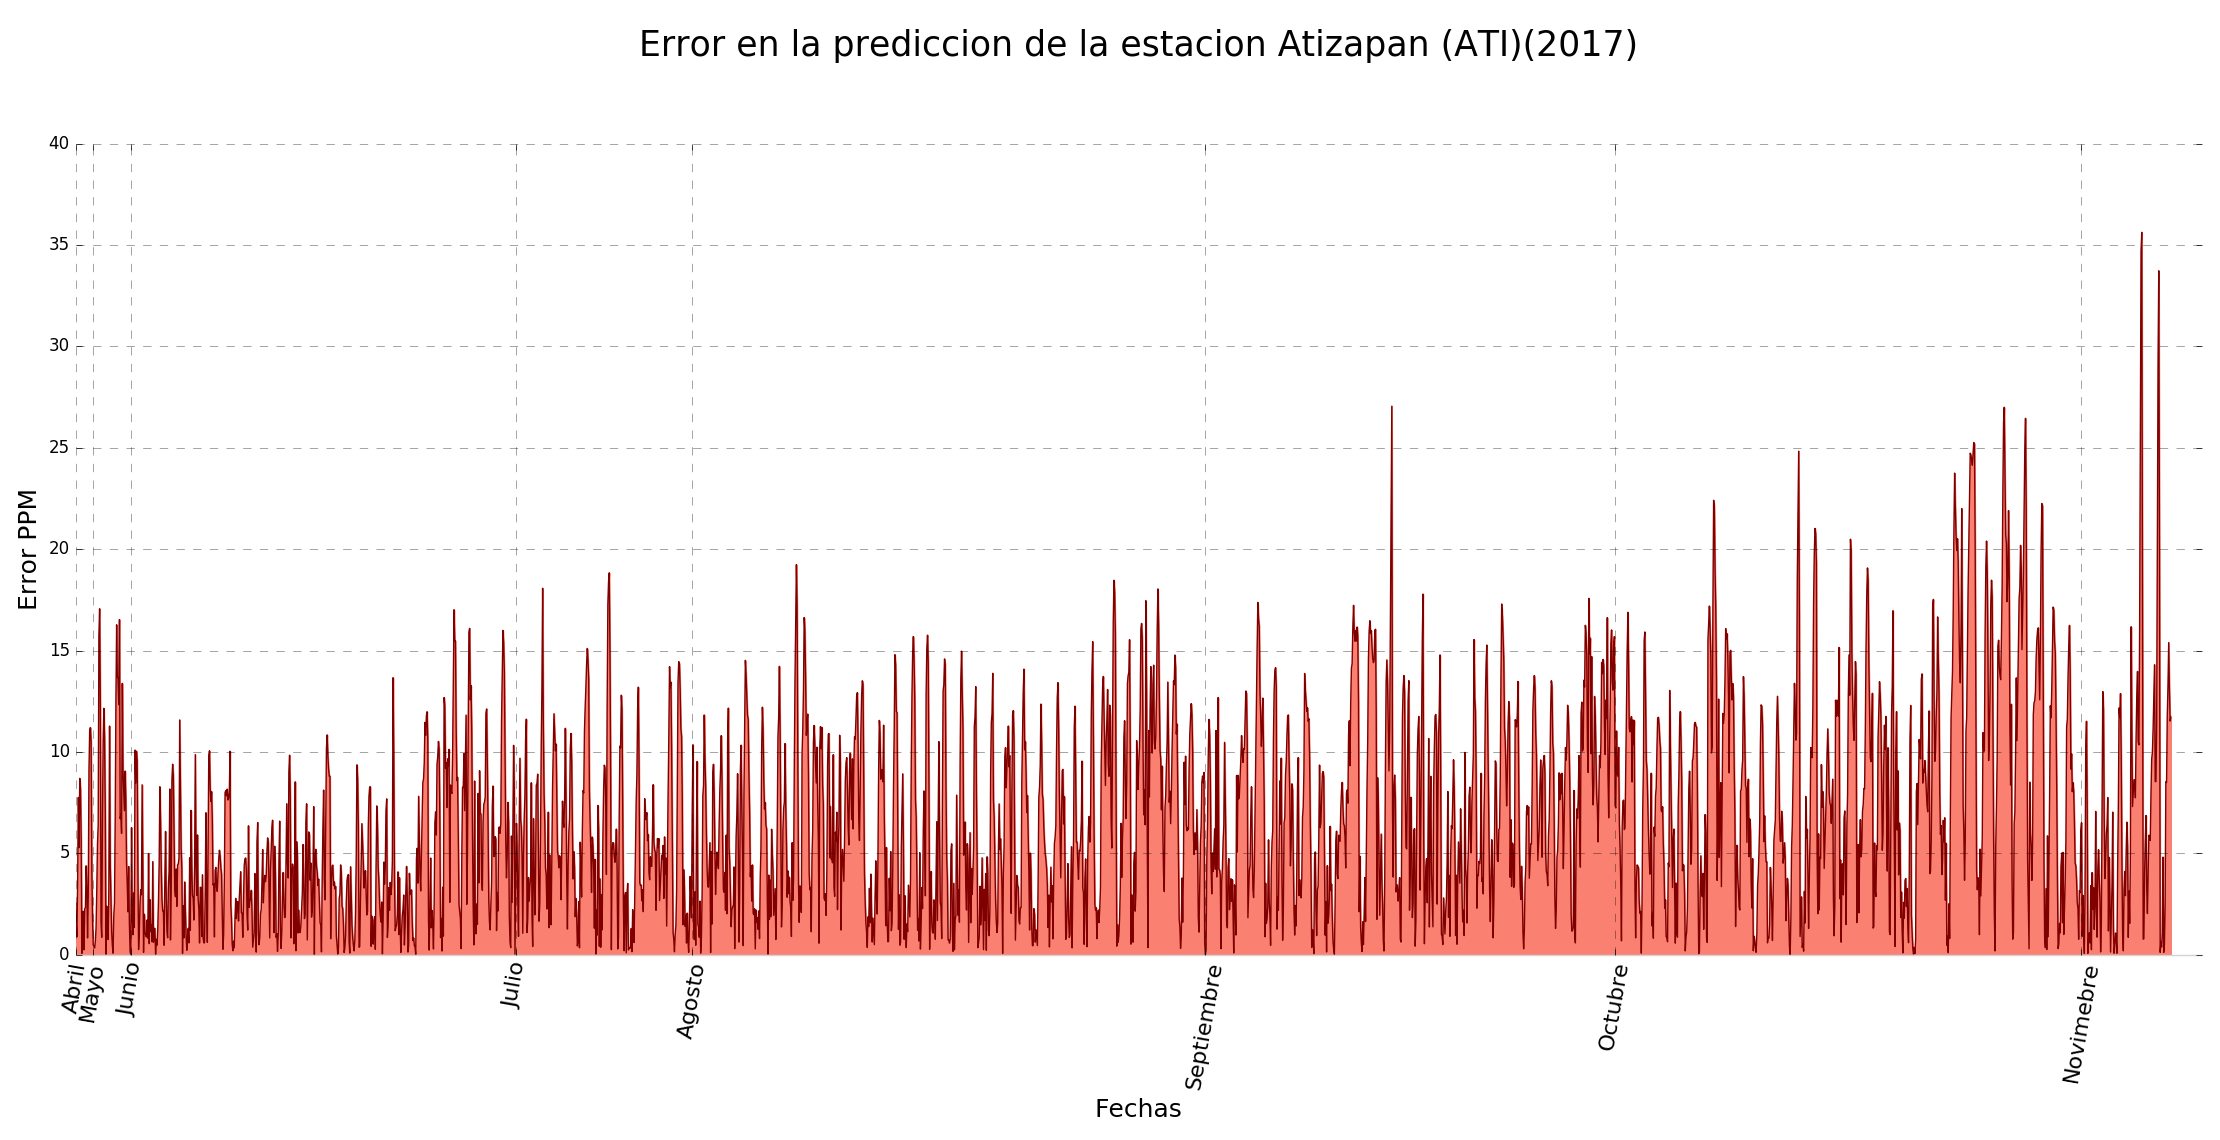 Error en la prediccion de la estacion Atizapan (ATI)(2017)
40
35
30
25
20
15
10
5
0
Error PPM
Abril
Mayo
Junio
Julio
Agosto
Septiembre
Octubre
Novimebre
Fechas